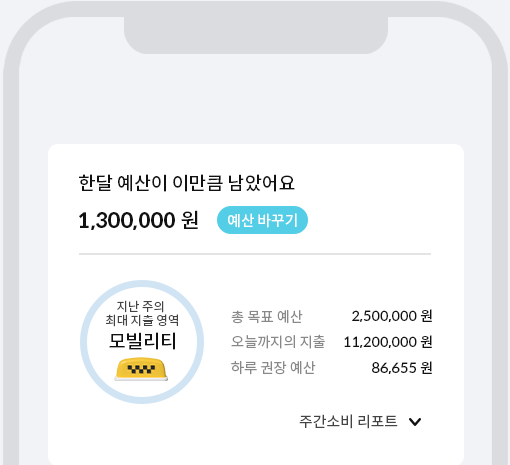 한달 예산이 이만큼 남았어요
1,300,000 원
예산 바꾸기
지난 주의
최대 지출 영역
모빌리티
총 목표 예산 2,500,000 원
오늘까지의 지출 11,200,000 원
하루 권장 예산 86,655 원
주간소비 리포트